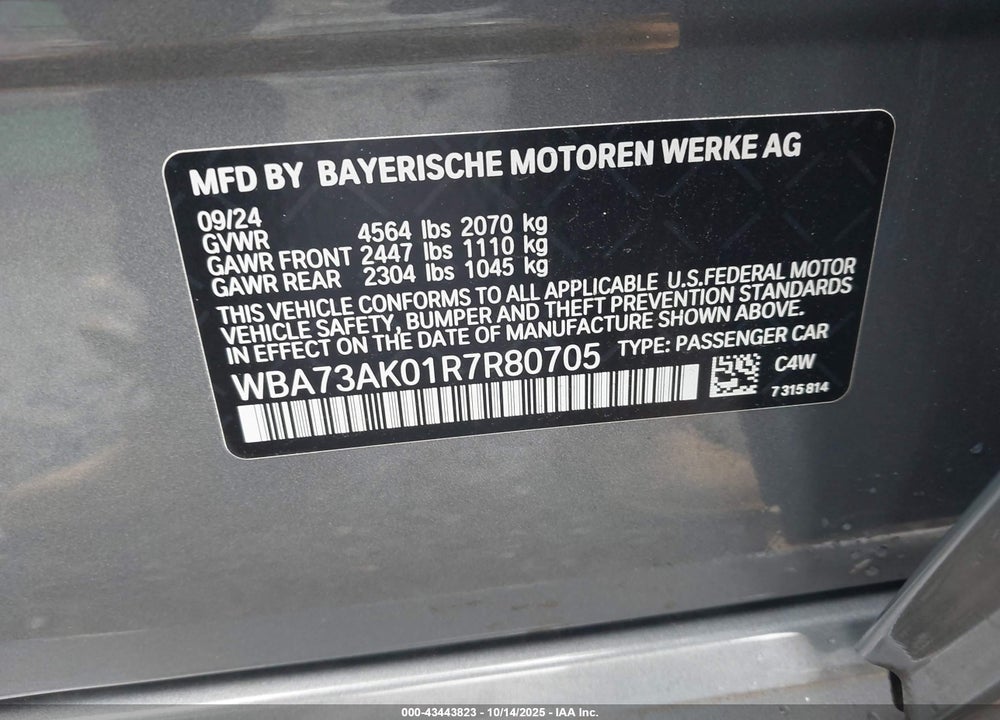 MFD BY BAYERISCHE MOTOREN WERKE AG
09/24
GVWR 4564 lbs 2070 kg
GAWR FRONT 2447 lbs 1110 kg
GAWR REAR 2304 lbs 1045 kg
THIS VEHICLE CONFORMS TO ALL APPLICABLE U.S.FEDERAL MOTOR
VEHICLE SAFETY, BUMPER AND THEFT PREVENTION STANDARDS
IN EFFECT ON THE DATE OF MANUFACTURE SHOWN ABOVE.
TYPE: PASSENGER CAR
WBA73AK01R7R80705
C4W
7315814
000-43443823 - 10/14/2025 - IAA Inc.